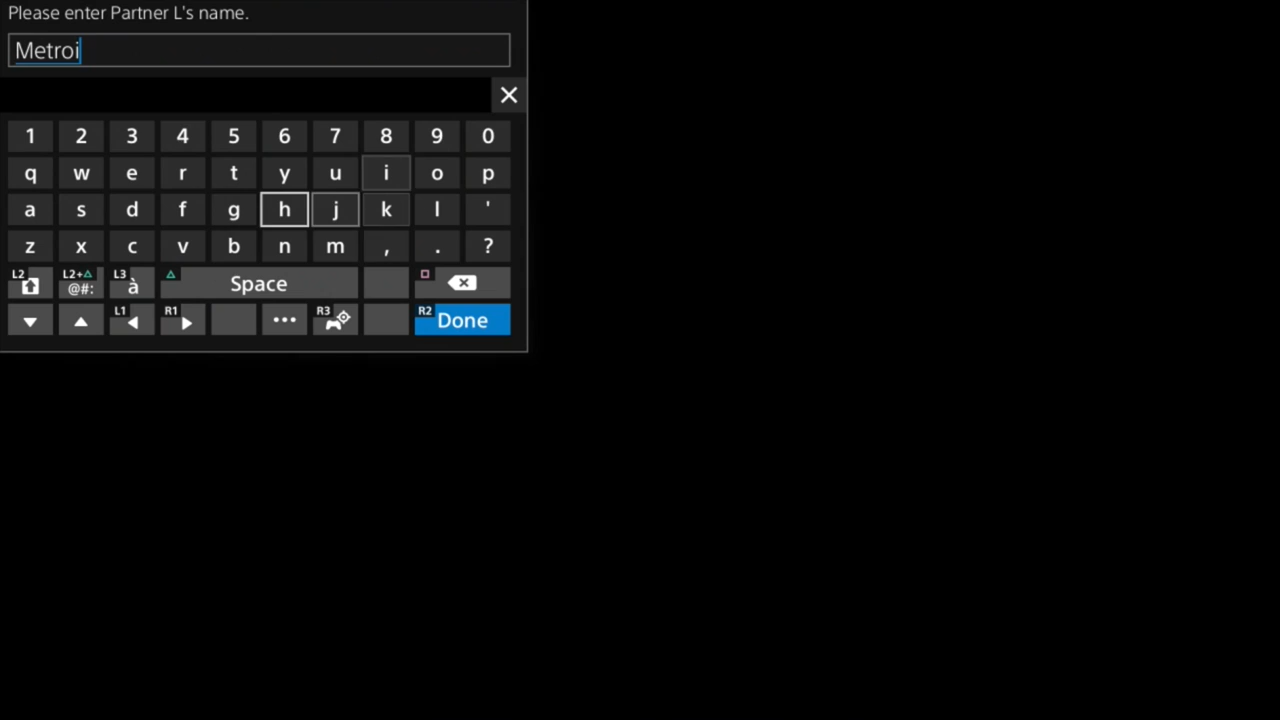 Please enter Partner L's name.
Metroi
1 2 3 4 5 6 7 8 9 0
q w e r t y u i o p
a s d f g h j k l '
z x c v b n m , . ?
L2 L2+△ @#: L3 à △ Space
L1 R1 ... R3 R2 Done